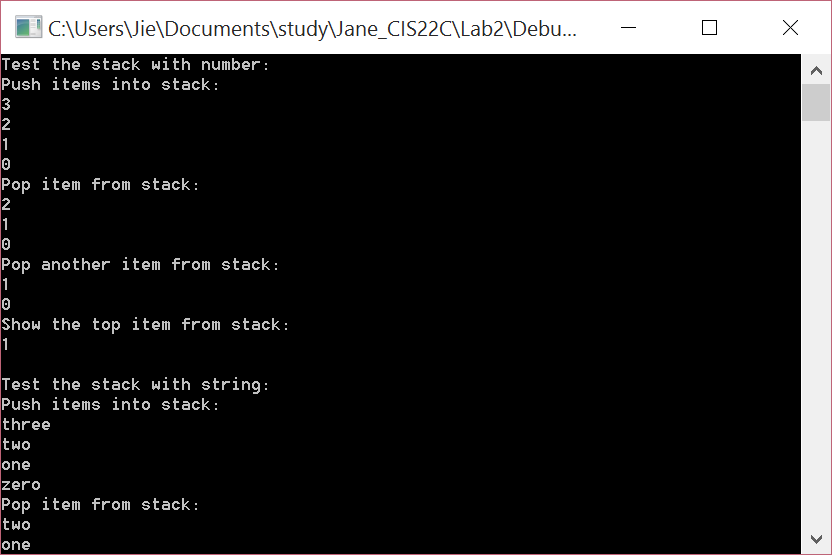 C:\Users\Jie\Documents\study\Jane_CIS22C\Lab2\Debu...
Test the stack with number:
Push items into stack:
3
2
1
0
Pop item from stack:
2
1
0
Pop another item from stack:
1
0
Show the top item from stack:
1
Test the stack with string:
Push items into stack:
three
two
one
zero
Pop item from stack:
two
one